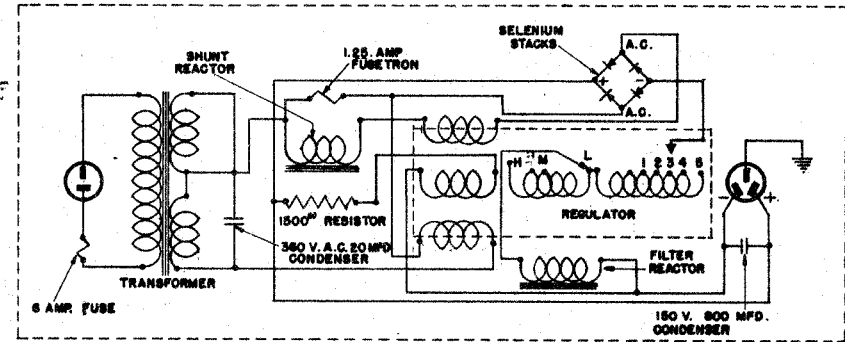 SHUNT
REACTOR
1.25. AMP
FUSETRON
SELENIUM
STACKS
A.C.
+
-
A.C.
H
M
L
1 2 3 4 5
REGULATOR
1500ω RESISTOR
360 V. A.C. 20 MFD
CONDENSER
TRANSFORMER
6 AMP. FUSE
FILTER
REACTOR
-
+
150 V. 800 MFD.
CONDENSER